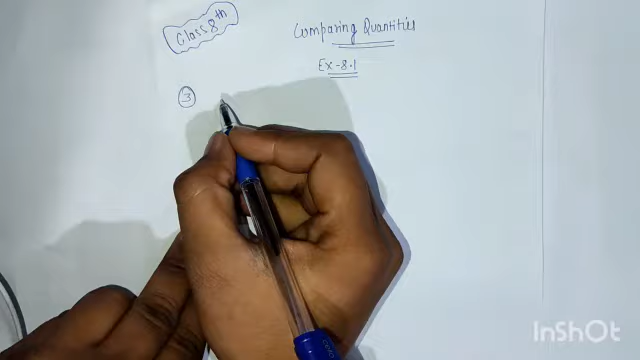 Class 8th
Comparing Quantities
Ex-8.1
3
InShOt